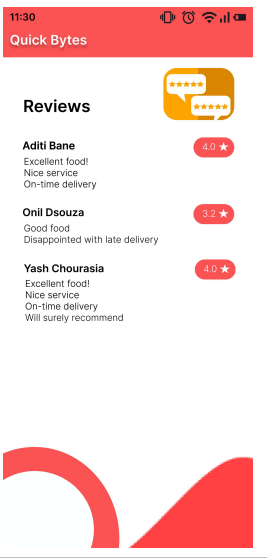 11:30
Quick Bytes
Reviews
Aditi Bane
4.0
Excellent food!
Nice service
On-time delivery
Onil Dsouza
3.2
Good food
Disappointed with late delivery
Yash Chourasia
4.0
Excellent food!
Nice service
On-time delivery
Will surely recommend